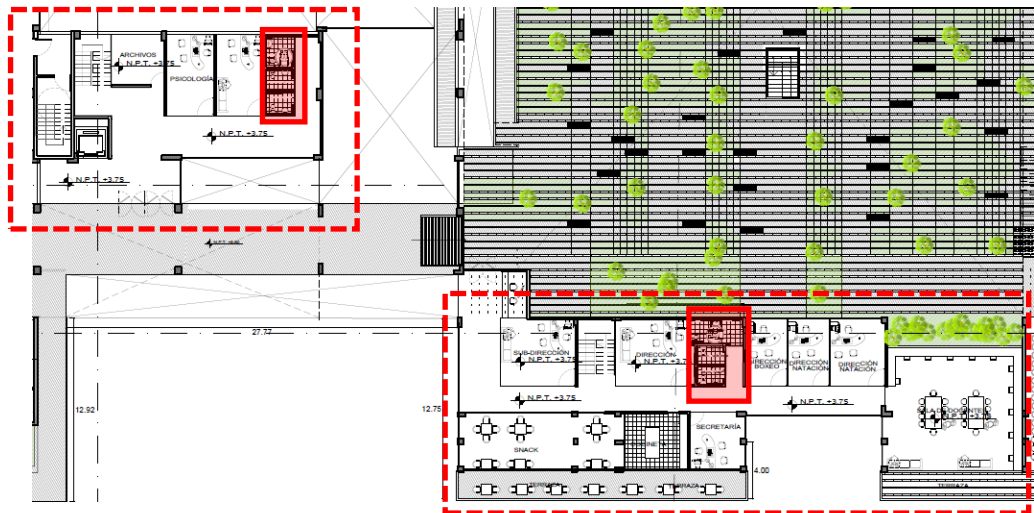 ARCHIVOS
N.P.T. +3.75
PSICOLOGÍA
N.P.T. +3.75
N.P.T. +3.75
27.77
12.92
12.75
SUB-DIRECCIÓN
N.P.T. +3.75
DIRECCIÓN
DIRECCIÓN
BOXEO
DIRECCIÓN
NATACIÓN
DIRECCIÓN
NATACIÓN
N.P.T. +3.75
N.P.T. +3.75
SECRETARÍA
SNACK
4.00
TERRAZA
TERRAZA
TERRAZA